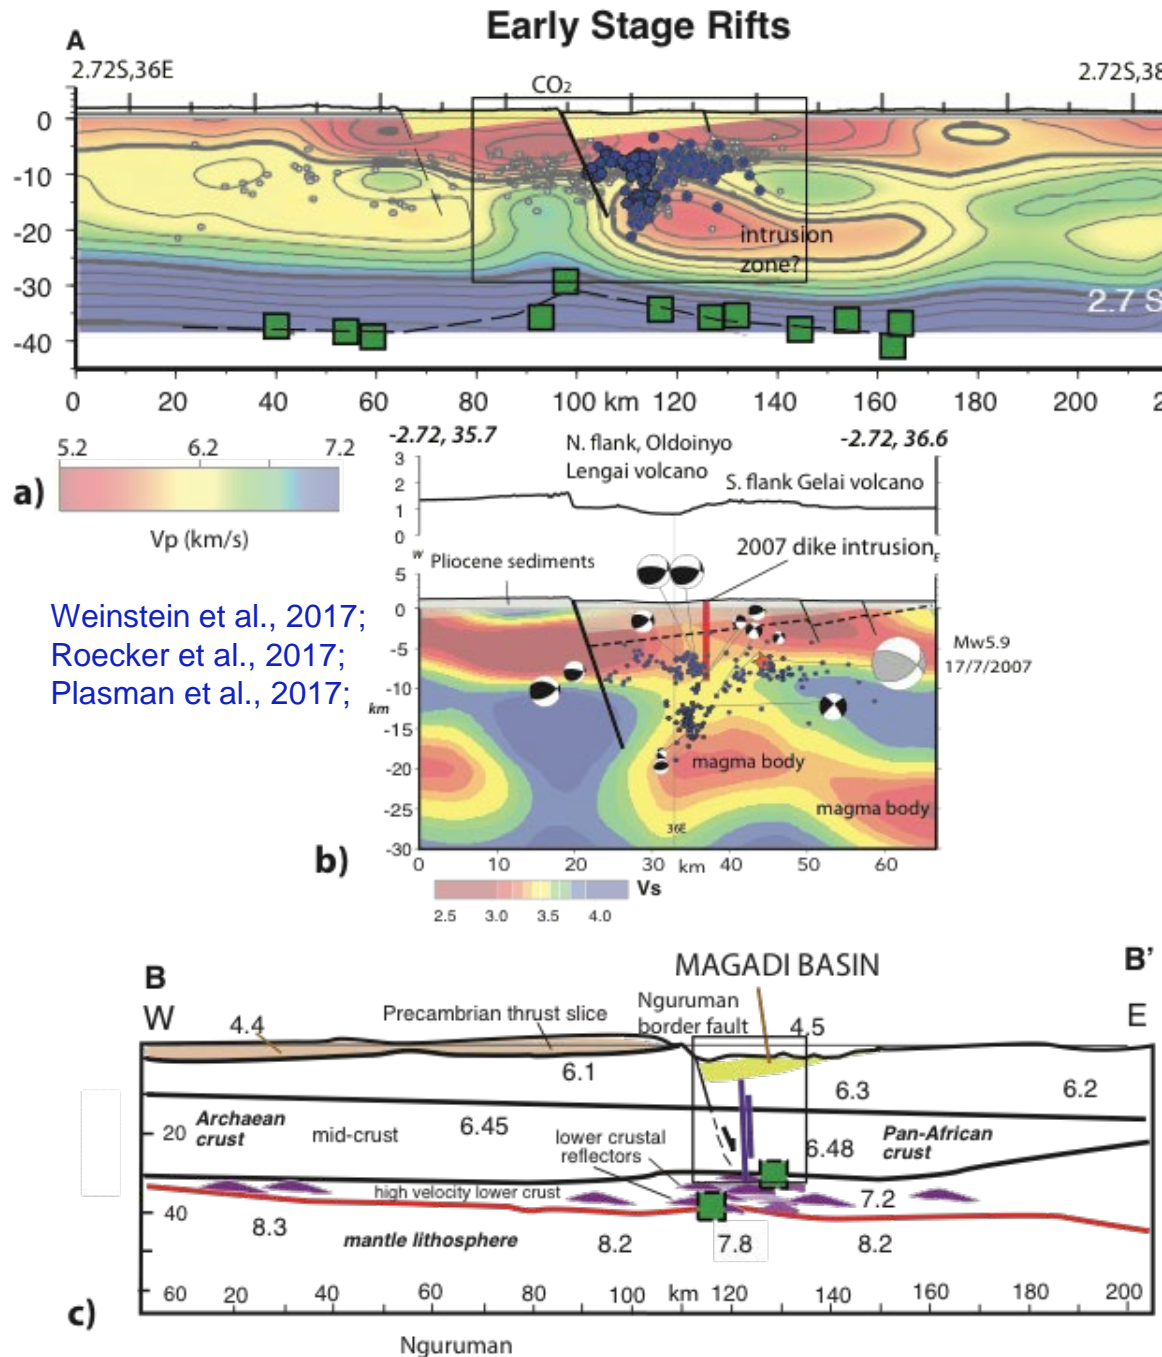 Early Stage Rifts
A
2.72S,36E
CO2
2.72S,38
0
-10
-20
-30
-40
intrusion
zone?
2.7 S
0 20 40 60 80 100 km 120 140 160 180 200 2
5.2 6.2 7.2
a)
Vp (km/s)
-2.72, 35.7
N. flank, Oldoinyo
Lengai volcano
-2.72, 36.6
S. flank Gelai volcano
3
2
1
0
W
Pliocene sediments
2007 dike intrusion
E
Weinstein et al., 2017;
Roecker et al., 2017;
Plasman et al., 2017;
5
0
-5
-10
km
-15
-20
-25
-30
Mw5.9
17/7/2007
magma body
magma body
36E
b)
0 10 20 30 km 40 50 60
Vs
2.5 3.0 3.5 4.0
B
B'
MAGADI BASIN
W
E
Precambrian thrust slice
Nguruman
border fault
4.4
4.5
6.1
6.3
6.2
Archaean
crust
20
mid-crust
6.45
lower crustal
reflectors
6.48
Pan-African
crust
high velocity lower crust
7.2
40
8.3
mantle lithosphere
8.2
7.8
8.2
60 20 40 60 80 100 km 120 140 160 200
c)
Nguruman